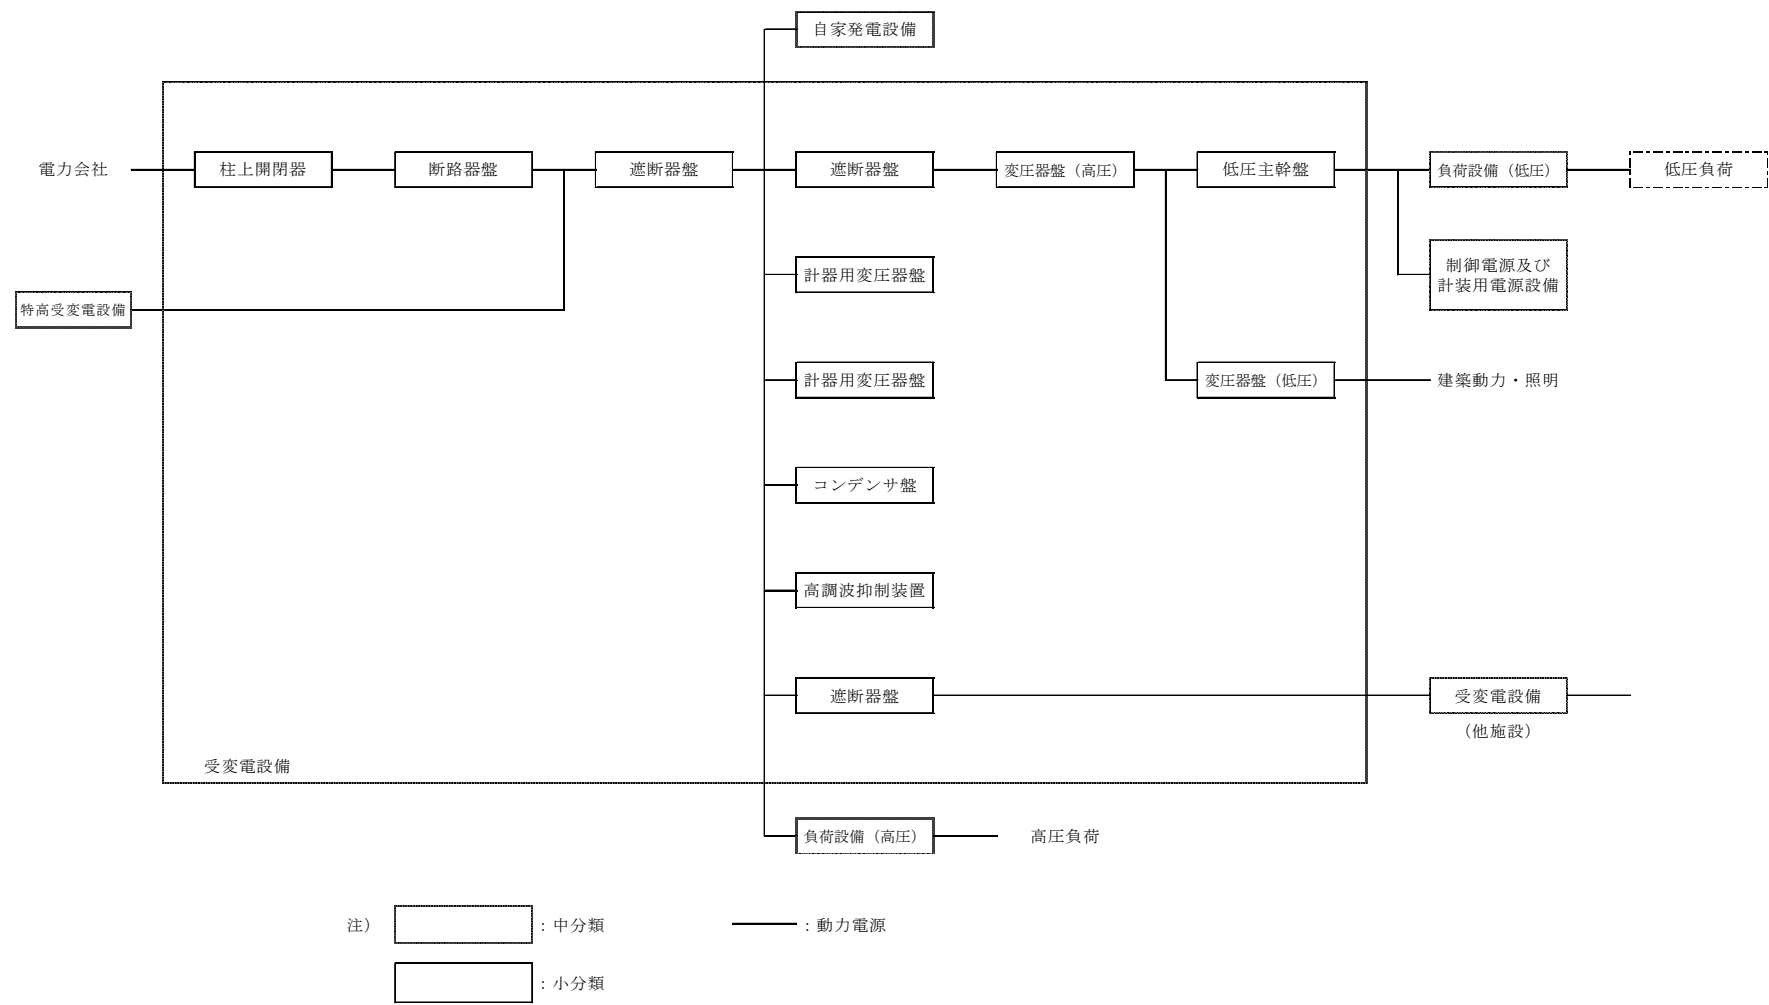 自家発電設備
電力会社
柱上開閉器
断路器盤
遮断器盤
遮断器盤
変圧器盤（高圧）
低圧主幹盤
負荷設備（低圧）
低圧負荷
計器用変圧器盤
制御電源及び
計装用電源設備
特高受変電設備
計器用変圧器盤
変圧器盤（低圧）
建築動力・照明
コンデンサ盤
高調波抑制装置
遮断器盤
受変電設備
（他施設）
受変電設備
負荷設備（高圧）
高圧負荷
注）
：中分類
：動力電源
：小分類